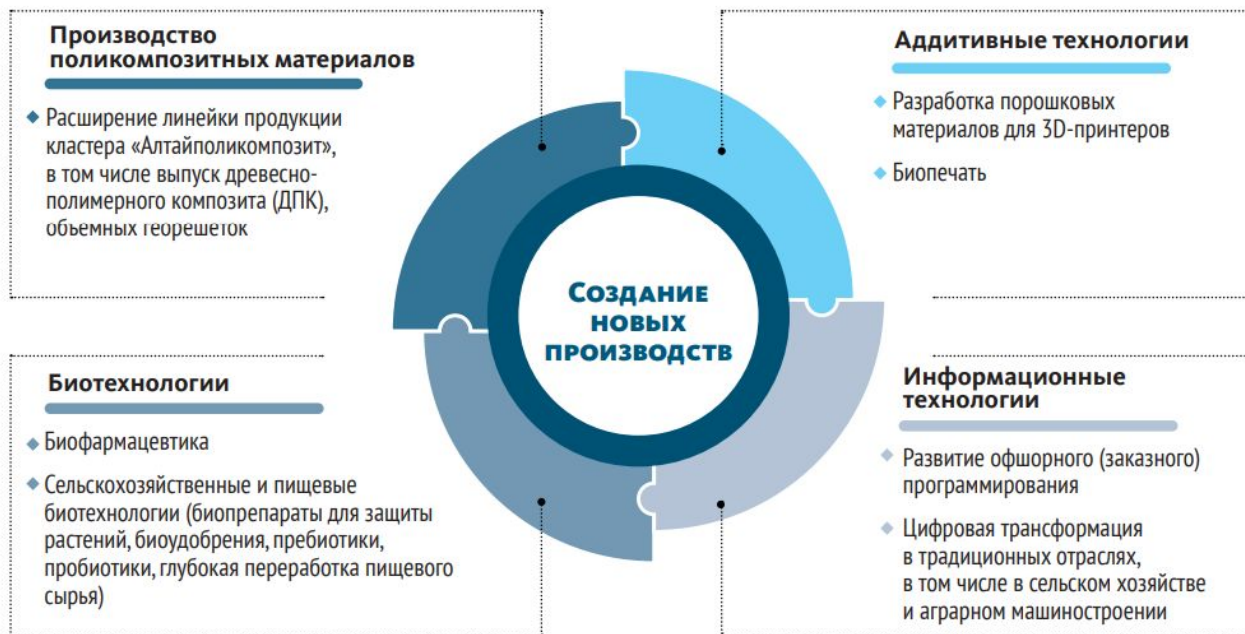 Производство
поликомпозитных материалов
Расширение линейки продукции
кластера «Алтайполикомпозит»,
в том числе выпуск древесно-
полимерного композита (ДПК),
объемных георешеток
Аддитивные технологии
Разработка порошковых
материалов для 3D-принтеров
Биопечать
СОЗДАНИЕ
НОВЫХ
ПРОИЗВОДСТВ
Биотехнологии
Биофармацевтика
Сельскохозяйственные и пищевые
биотехнологии (биопрепараты для защиты
растений, биоудобрения, пребиотики,
пробиотики, глубокая переработка пищевого
сырья)
Информационные
технологии
Развитие офшорного (заказного)
программирования
Цифровая трансформация
в традиционных отраслях,
в том числе в сельском хозяйстве
и аграрном машиностроении